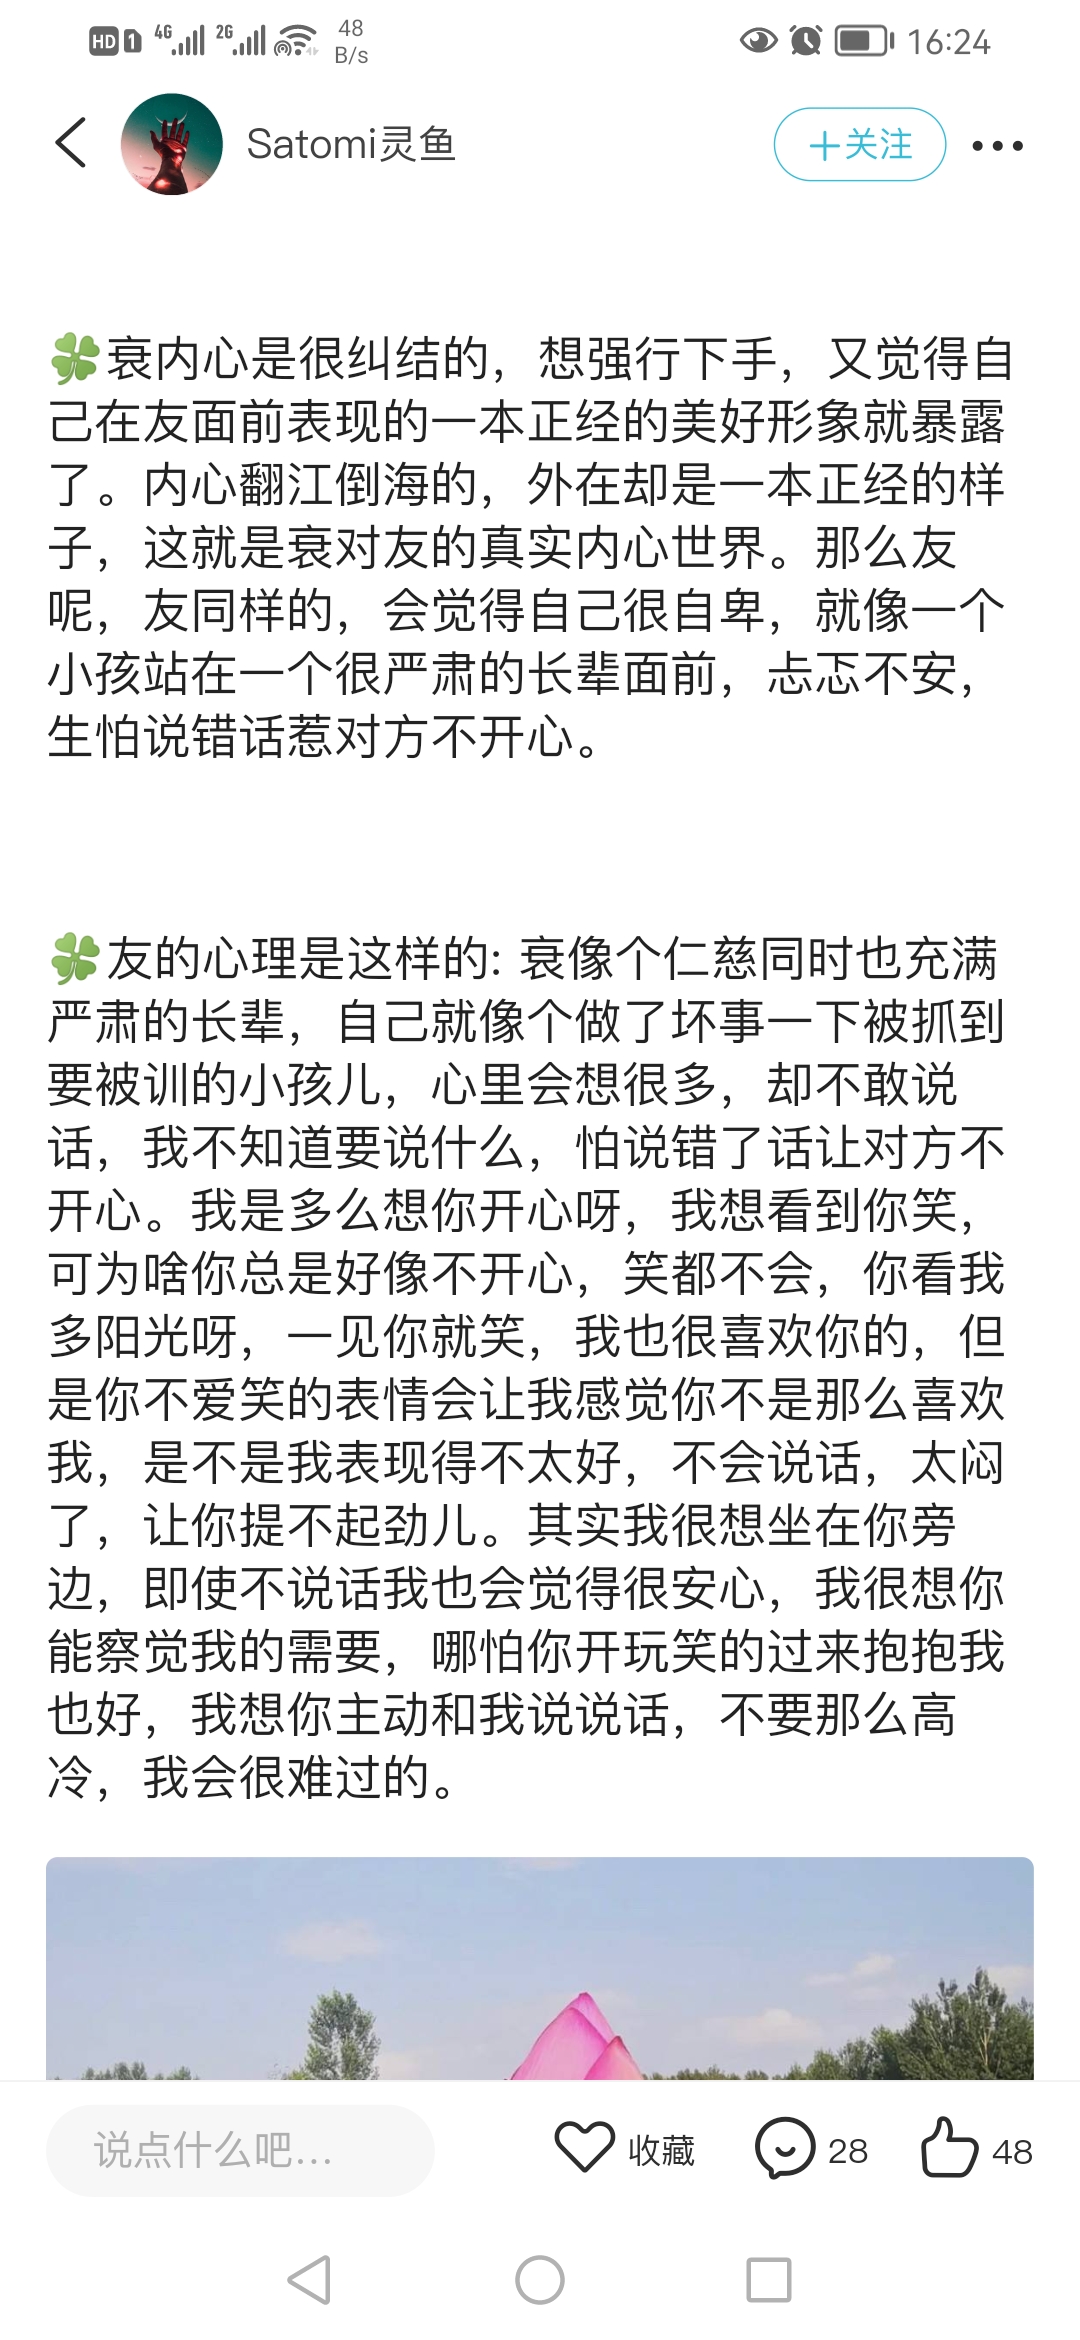 HD 1 4G 2G 48 B/s 16:24
Satomi灵鱼 +关注
🍀衰内心是很纠结的，想强行下手，又觉得自
己在友面前表现的一本正经的美好形象就暴露
了。内心翻江倒海的，外在却是一本正经的样
子，这就是衰对友的真实内心世界。那么友
呢，友同样的，会觉得自己很自卑，就像一个
小孩站在一个很严肃的长辈面前，忐忑不安，
生怕说错话惹对方不开心。
🍀友的心理是这样的: 衰像个仁慈同时也充满
严肃的长辈，自己就像个做了坏事一下被抓到
要被训的小孩儿，心里会想很多，却不敢说
话，我不知道要说什么，怕说错了话让对方不
开心。我是多么想你开心呀，我想看到你笑，
可为啥你总是好像不开心，笑都不会，你看我
多阳光呀，一见你就笑，我也很喜欢你的，但
是你不爱笑的表情会让我感觉你不是那么喜欢
我，是不是我表现得不太好，不会说话，太闷
了，让你提不起劲儿。其实我很想坐在你旁
边，即使不说话我也会觉得很安心，我很想你
能察觉我的需要，哪怕你开玩笑的过来抱抱我
也好，我想你主动和我说说话，不要那么高
冷，我会很难过的。
说点什么吧... 收藏 28 48